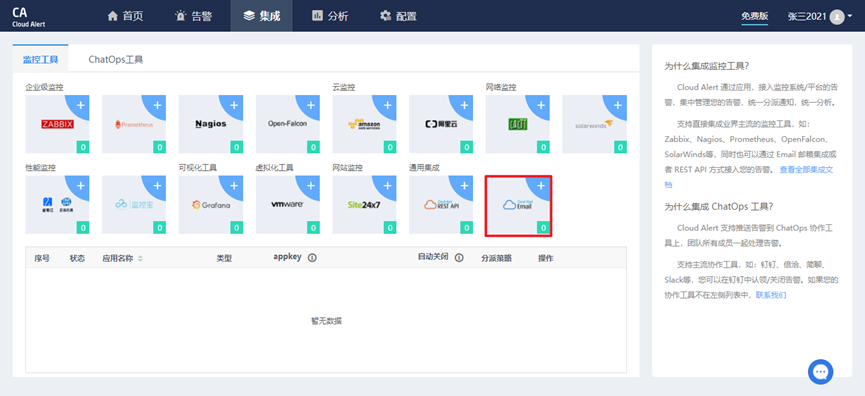 CA
Cloud Alert
首页
告警
集成
分析
配置
免费版
张三2021
监控工具
ChatOps工具
企业级监控
云监控
网络监控
ZABBIX
Prometheus
Nagios
Open-Falcon
amazon
阿里云
solarwinds
0
0
0
0
0
0
0
0
性能监控
可视化工具
虚拟化工具
网站监控
通用集成
监控宝
Grafana
vmware
Site24x7
REST API
Email
0
0
0
0
0
0
0
0
序号
状态
应用名称
类型
appkey
自动关闭
分派策略
操作
暂无数据
为什么集成监控工具?
Cloud Alert 通过应用，接入监控系统/平台的告
警，集中管理您的告警，统一分派通知，统一分析。
支持直接集成业界主流的监控工具，如:
Zabbix、Nagios、Prometheus、OpenFalcon、
SolarWinds等，同时也可以通过 Email 邮箱集成或
者 REST API 方式接入您的告警。 查看全部集成文
档
为什么集成 ChatOps 工具?
Cloud Alert 支持推送告警到 ChatOps 协作工
具上，团队所有成员一起处理告警。
支持主流协作工具，如：钉钉、倍洽、简聊、
Slack等，您可以在钉钉中认领/关闭告警。如果您的
协作工具不在左侧列表中，联系我们